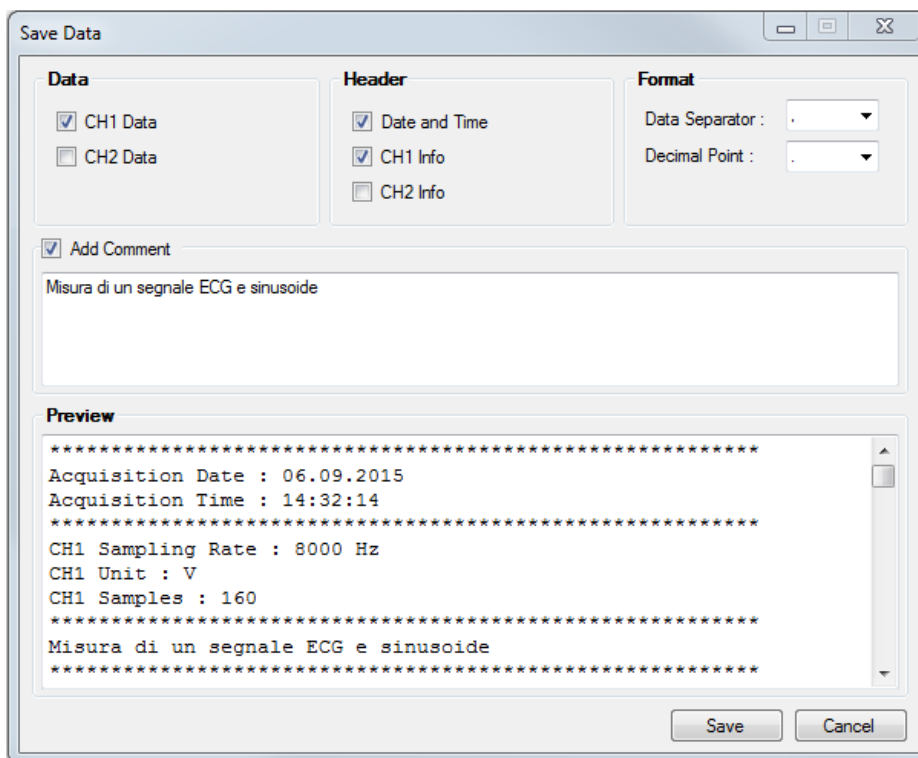 Save Data
Data
CH1 Data
CH2 Data
Header
Date and Time
CH1 Info
CH2 Info
Format
Data Separator : ,
Decimal Point : .
Add Comment
Misura di un segnale ECG e sinusoide
Preview
**********************************************************
Acquisition Date : 06.09.2015
Acquisition Time : 14:32:14
**********************************************************
CH1 Sampling Rate : 8000 Hz
CH1 Unit : V
CH1 Samples : 160
**********************************************************
Misura di un segnale ECG e sinusoide
**********************************************************
Save
Cancel